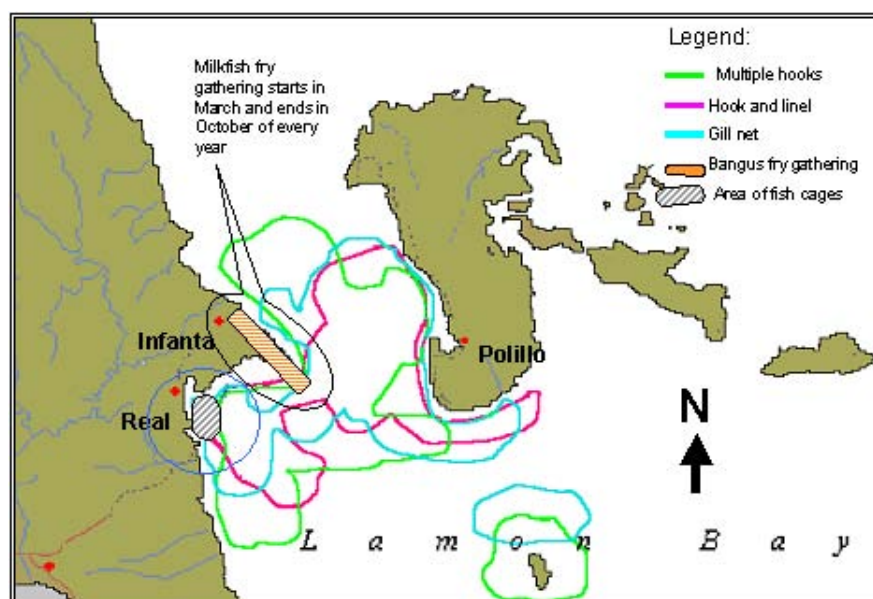 Legend:
Multiple hooks
Hook and linel
Gill net
Bangus fry gathering
Area of fish cages
Milkfish fry
gathering starts in
March and ends in
October of every
year
Infanta
Polillo
Real
N
L a m o n B a y